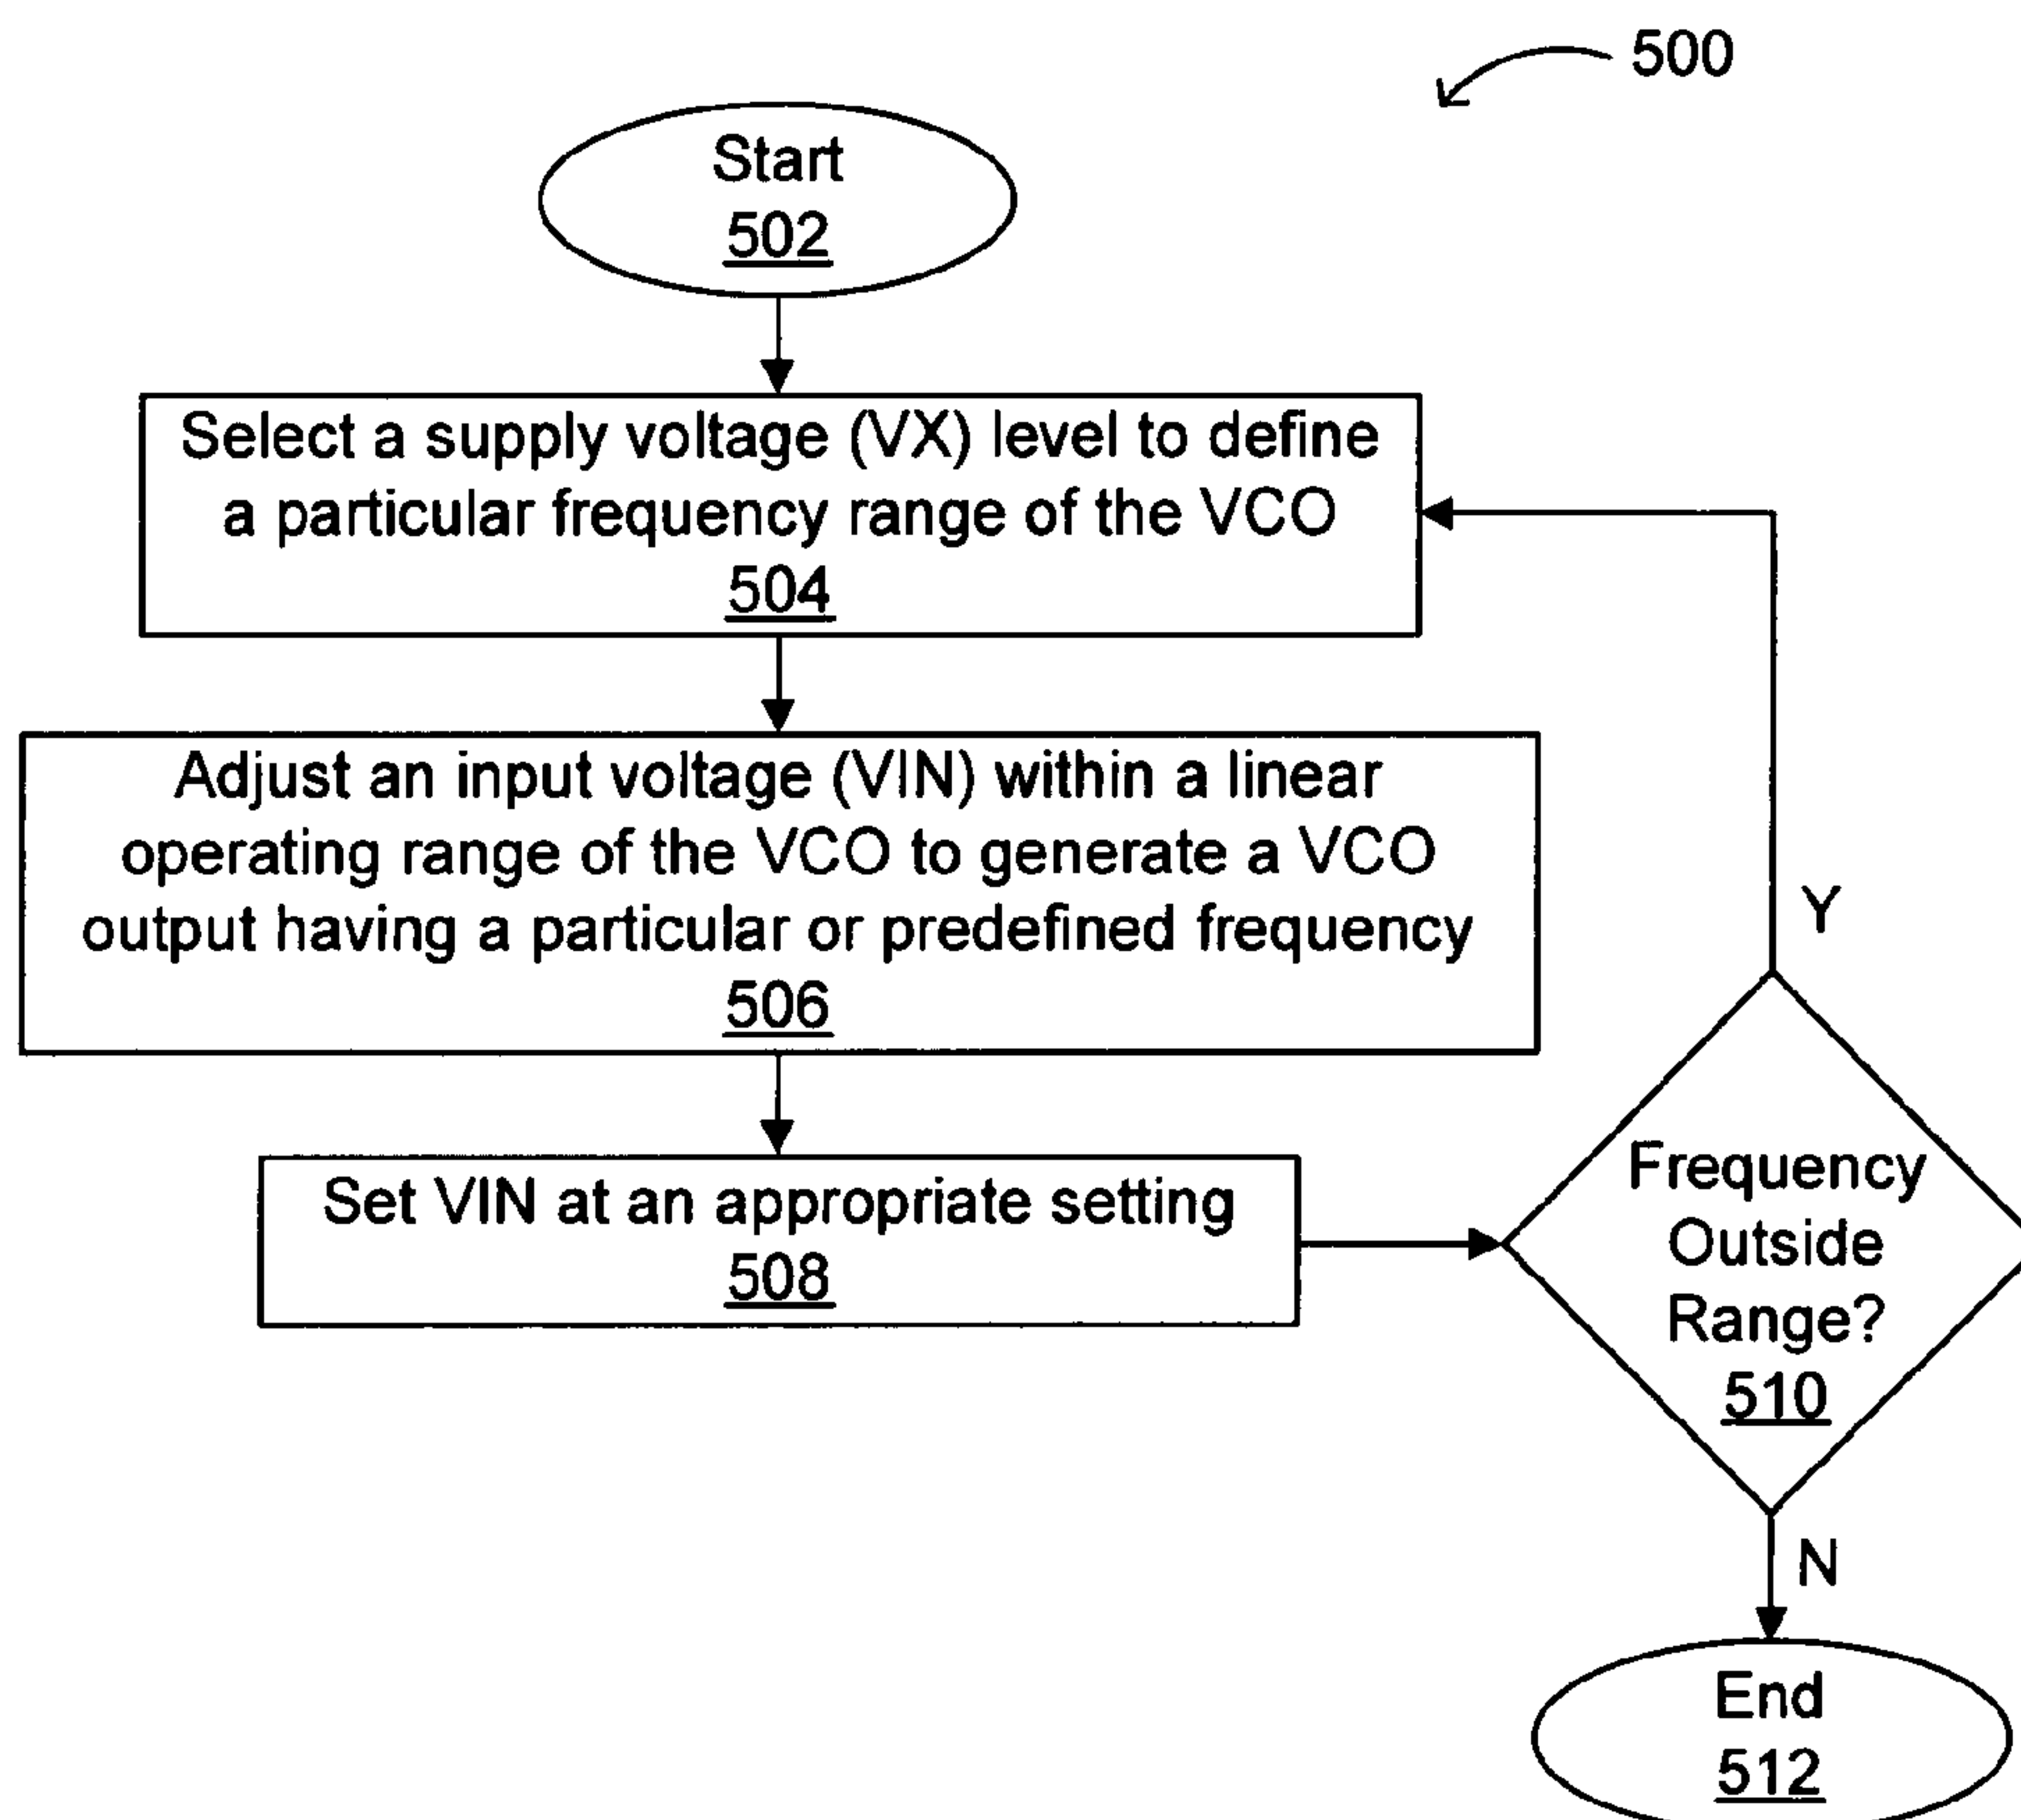 500
Start
502
Select a supply voltage (VX) level to define
a particular frequency range of the VCO
504
Adjust an input voltage (VIN) within a linear
operating range of the VCO to generate a VCO
output having a particular or predefined frequency
506
Set VIN at an appropriate setting
508
Y
Frequency
Outside
Range?
510
N
End
512